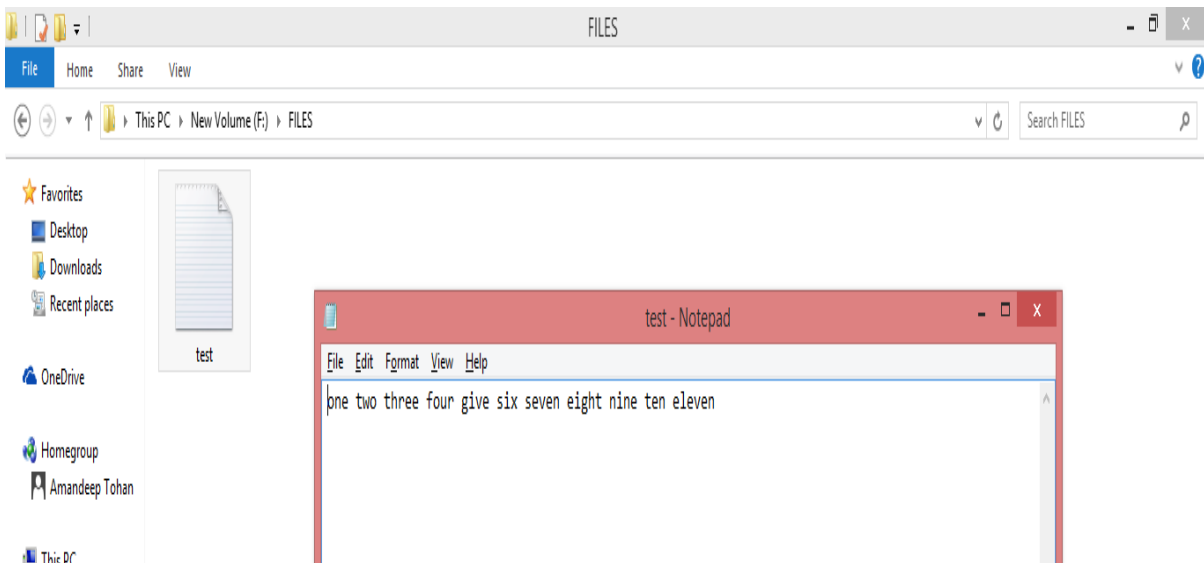 FILES
File Home Share View
This PC New Volume (F:) FILES Search FILES
Favorites
Desktop
Downloads
Recent places
test
OneDrive
Homegroup
Amandeep Tohan
This PC
test - Notepad
File Edit Format View Help
one two three four give six seven eight nine ten eleven